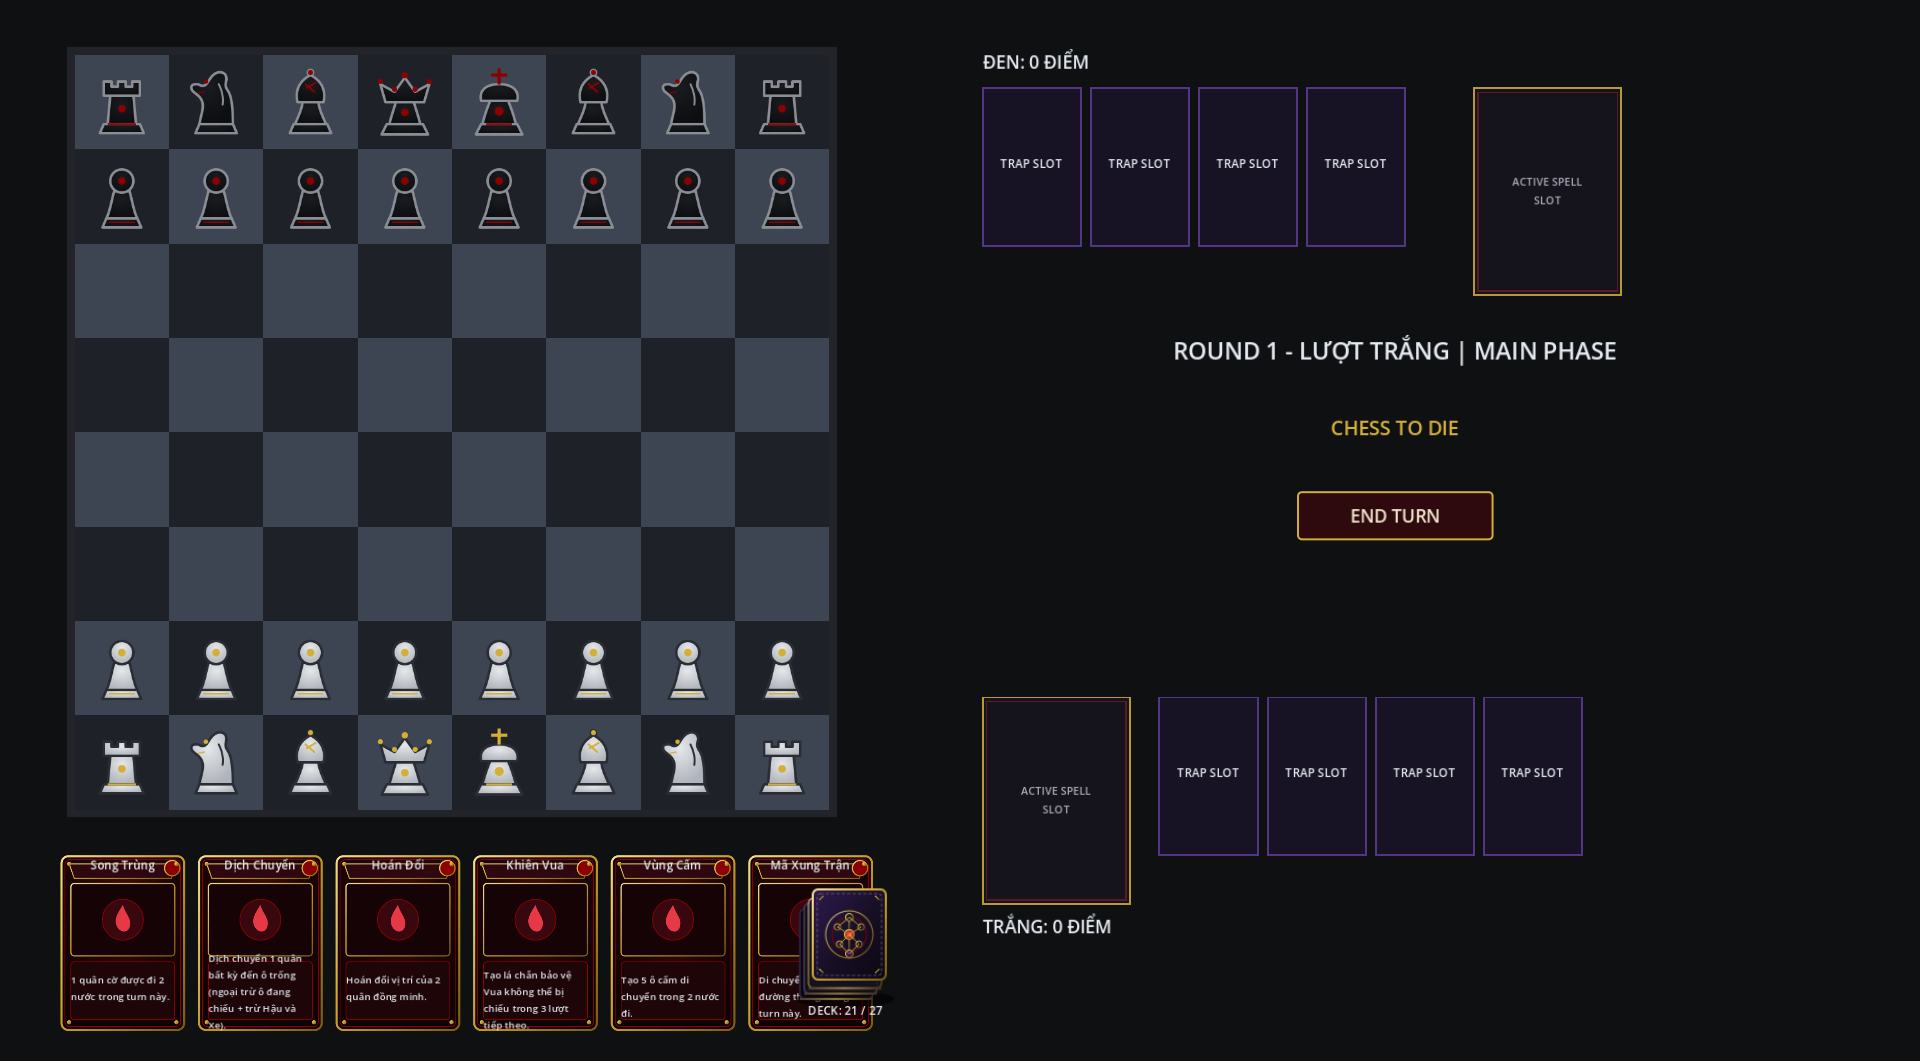 ĐEN: 0 ĐIỂM
TRAP SLOT
TRAP SLOT
TRAP SLOT
TRAP SLOT
ACTIVE SPELL
SLOT
ROUND 1 - LƯỢT TRẮNG | MAIN PHASE
CHESS TO DIE
END TURN
ACTIVE SPELL
SLOT
TRAP SLOT
TRAP SLOT
TRAP SLOT
TRAP SLOT
TRẮNG: 0 ĐIỂM
Song Trùng
1 quân cờ được đi 2
nước trong turn này.
Dịch Chuyển
Dịch chuyển 1 quân
bất kỳ đến ô trống
(ngoại trừ ô đang
chiếu + trừ Hậu và
Xe).
Hoán Đổi
Hoán đổi vị trí của 2
quân đồng minh.
Khiên Vua
Tạo lá chắn bảo vệ
Vua không thể bị
chiếu trong 3 lượt
tiếp theo.
Vùng Cấm
Tạo 5 ô cấm di
chuyển trong 2 nước
đi.
Mã Xung Trận
Di chuyể
đường th
turn này.
DECK: 21 / 27